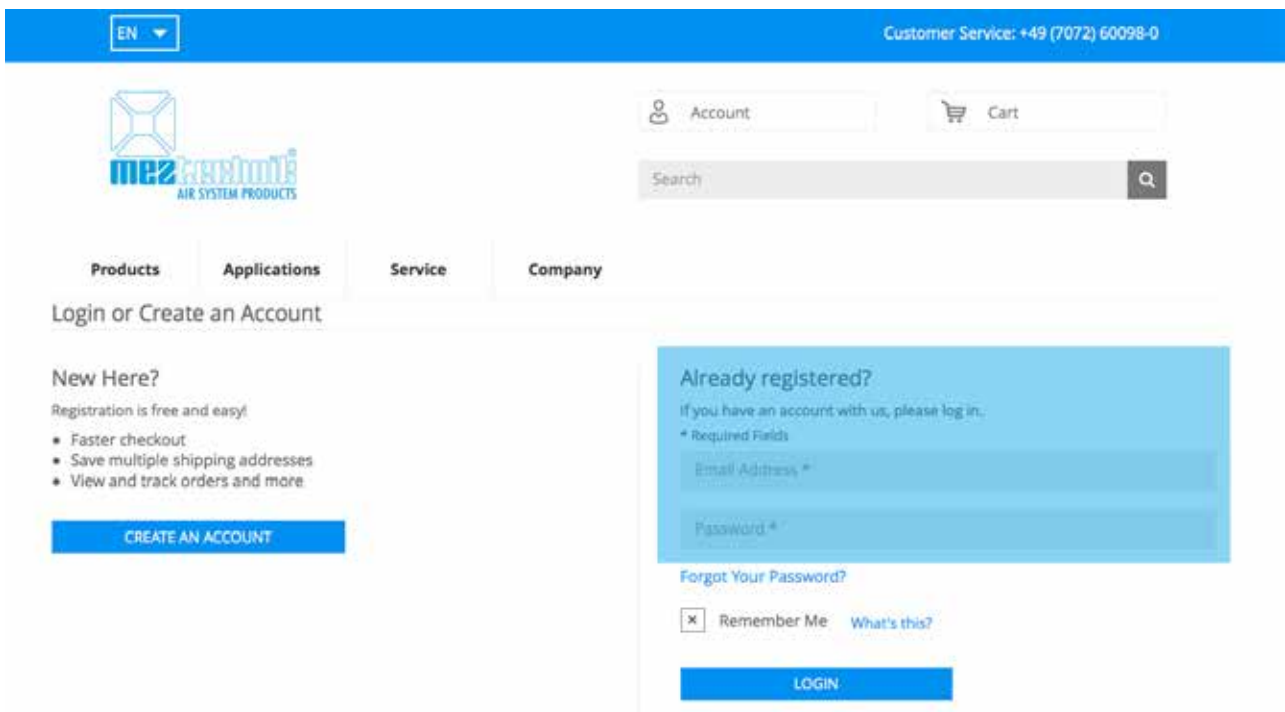 EN
Customer Service: +49 (7072) 60098-0
Account
Cart
meztechnik
AIR SYSTEM PRODUCTS
Search
Products Applications Service Company
Login or Create an Account
New Here?
Registration is free and easy!
• Faster checkout
• Save multiple shipping addresses
• View and track orders and more
CREATE AN ACCOUNT
Already registered?
If you have an account with us, please log in.
* Required Fields
Email Address *
Password *
Forgot Your Password?
Remember Me What's this?
LOGIN